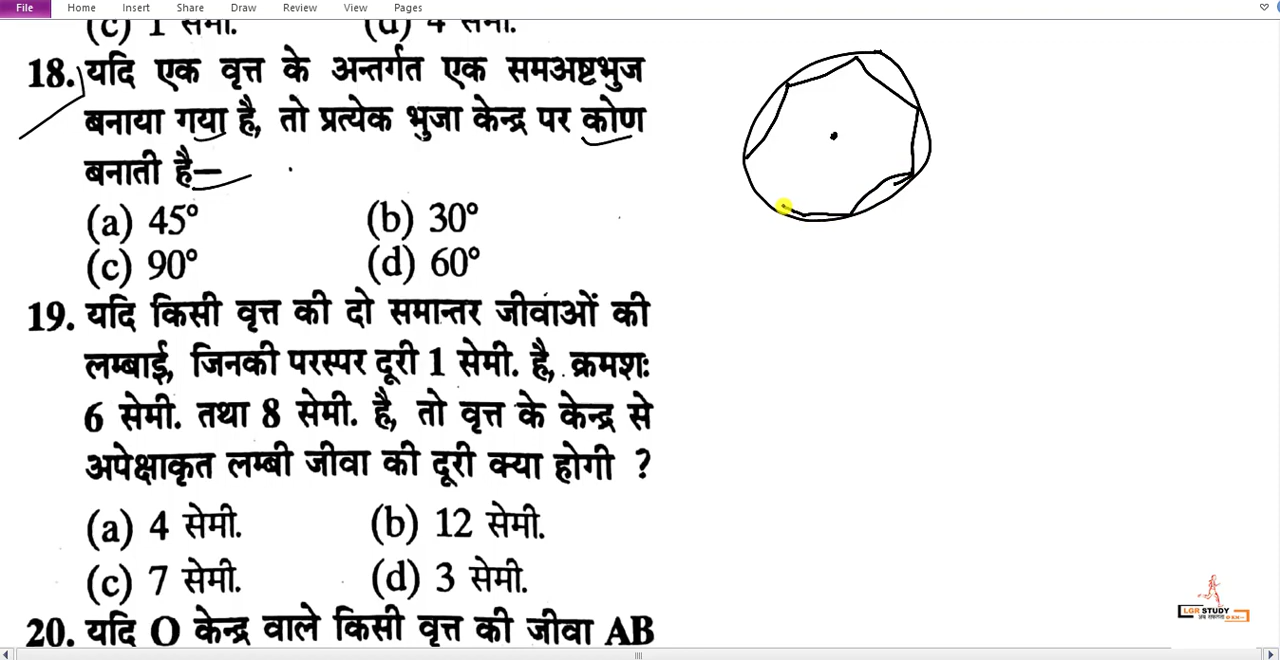 File Home Insert Share Draw Review View Pages
(c) 1 सेमी. (d) 4 सेमी.
18. यदि एक वृत्त के अन्तर्गत एक समअष्टभुज
बनाया गया है, तो प्रत्येक भुजा केन्द्र पर कोण
बनाती है—
(a) 45° (b) 30°
(c) 90° (d) 60°
19. यदि किसी वृत्त की दो समान्तर जीवाओं की
लम्बाई, जिनकी परस्पर दूरी 1 सेमी. है, क्रमशः
6 सेमी. तथा 8 सेमी. है, तो वृत्त के केन्द्र से
अपेक्षाकृत लम्बी जीवा की दूरी क्या होगी ?
(a) 4 सेमी. (b) 12 सेमी.
(c) 7 सेमी. (d) 3 सेमी.
20. यदि O केन्द्र वाले किसी वृत्त की जीवा AB
LGR STUDY